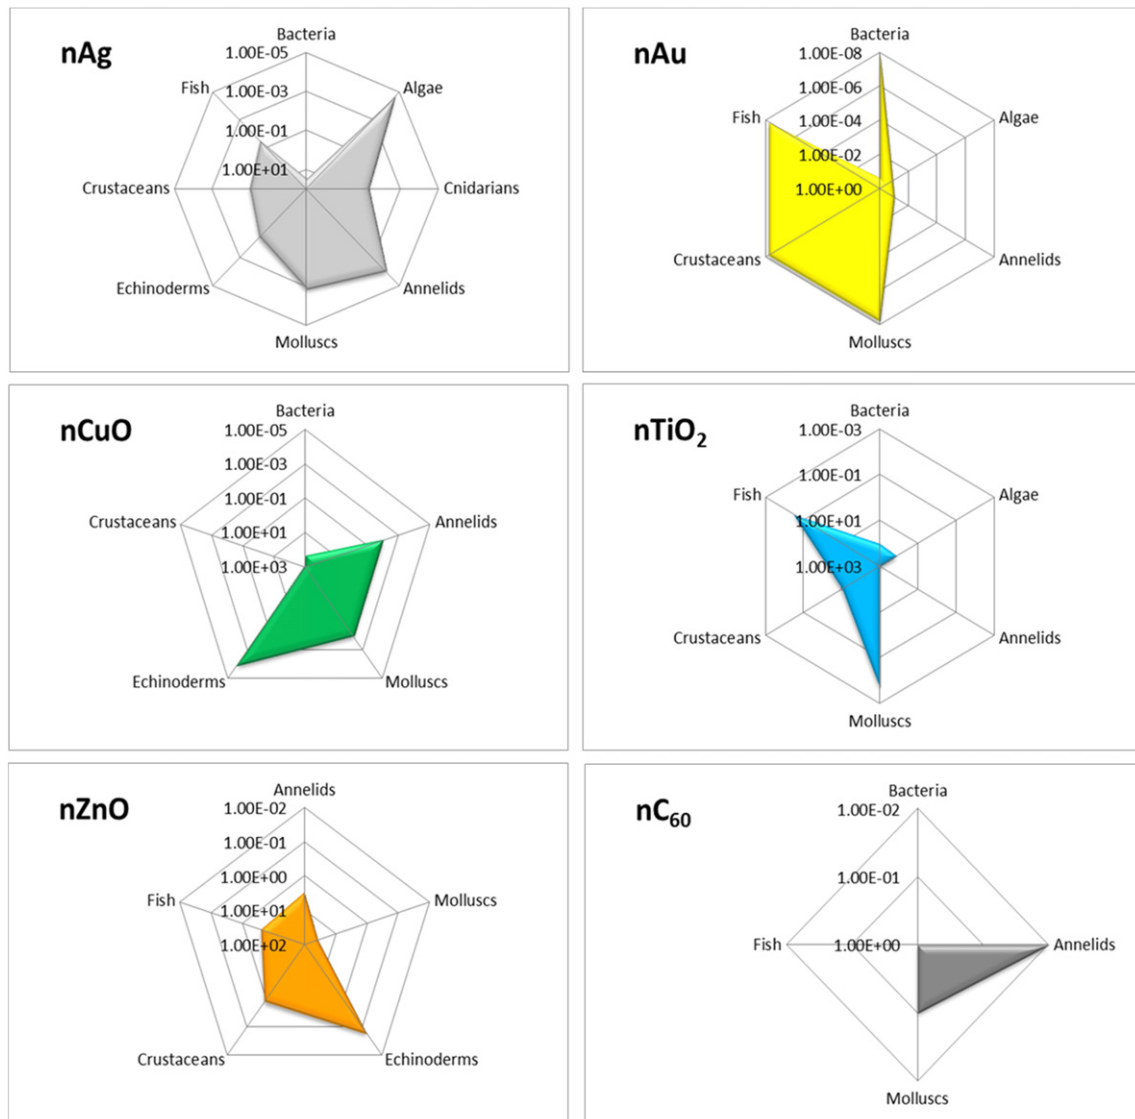 nAg
Bacteria
1.00E-05
Fish
Algae
1.00E-03
1.00E-01
1.00E+01
Crustaceans
Cnidarians
Echinoderms
Annelids
Molluscs
nAu
Bacteria
1.00E-08
1.00E-06
Fish
Algae
1.00E-04
1.00E-02
1.00E+00
Crustaceans
Annelids
Molluscs
nCuO
Bacteria
1.00E-05
1.00E-03
Crustaceans
Annelids
1.00E-01
1.00E+01
1.00E+03
Echinoderms
Molluscs
nTiO₂
Bacteria
1.00E-03
1.00E-01
Fish
Algae
1.00E+01
1.00E+03
Crustaceans
Annelids
Molluscs
nZnO
Annelids
1.00E-02
1.00E-01
1.00E+00
Fish
Molluscs
1.00E+01
1.00E+02
Crustaceans
Echinoderms
nC₆₀
Bacteria
1.00E-02
1.00E-01
Fish
1.00E+00
Annelids
Molluscs